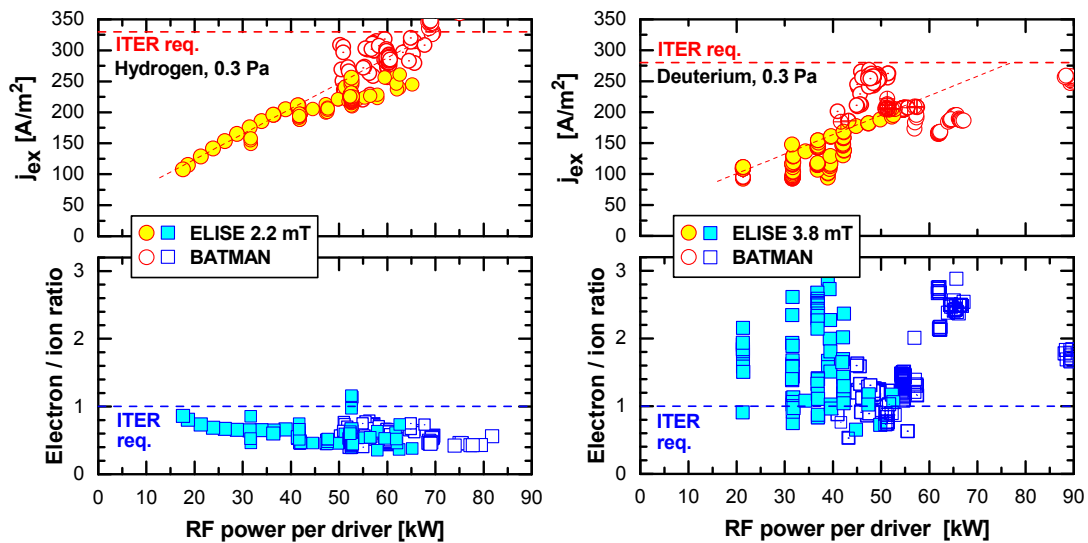 350
300
250
200
150
100
50
0
j_ex [A/m²]
ITER req.
Hydrogen, 0.3 Pa
ELISE 2.2 mT
BATMAN
3
2
1
0
Electron / ion ratio
ITER
req.
0 10 20 30 40 50 60 70 80 90
RF power per driver [kW]
350
300
250
200
150
100
50
0
j_ex [A/m²]
ITER req.
Deuterium, 0.3 Pa
ELISE 3.8 mT
BATMAN
3
2
1
0
Electron / ion ratio
ITER
req.
0 10 20 30 40 50 60 70 80 90
RF power per driver [kW]